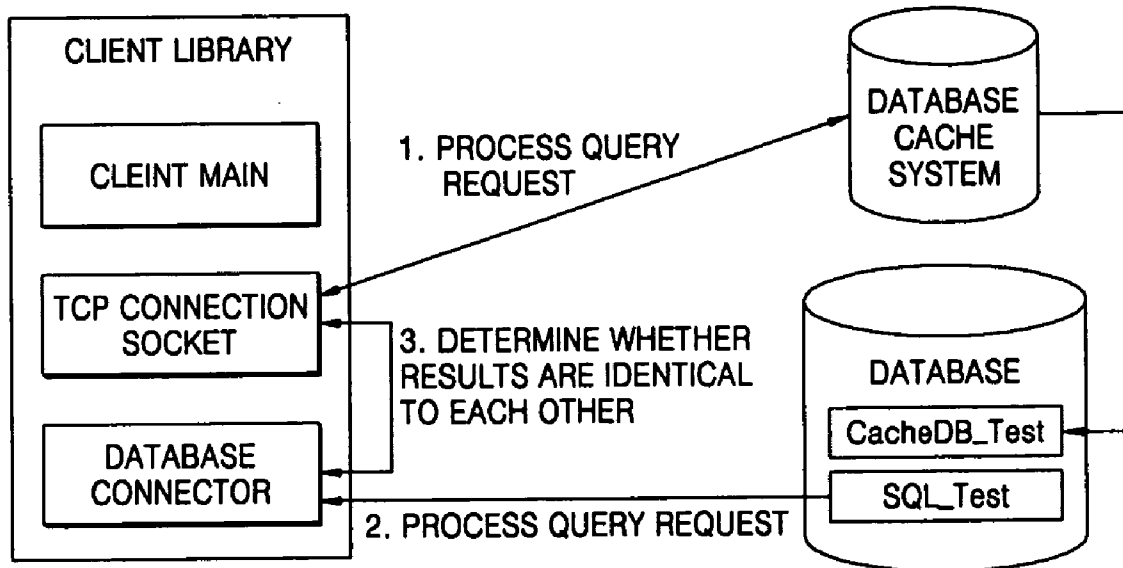 CLIENT LIBRARY
CLEINT MAIN
TCP CONNECTION
SOCKET
DATABASE
CONNECTOR
1. PROCESS QUERY
REQUEST
3. DETERMINE WHETHER
RESULTS ARE IDENTICAL
TO EACH OTHER
2. PROCESS QUERY REQUEST
DATABASE
CACHE
SYSTEM
DATABASE
CacheDB_Test
SQL_Test